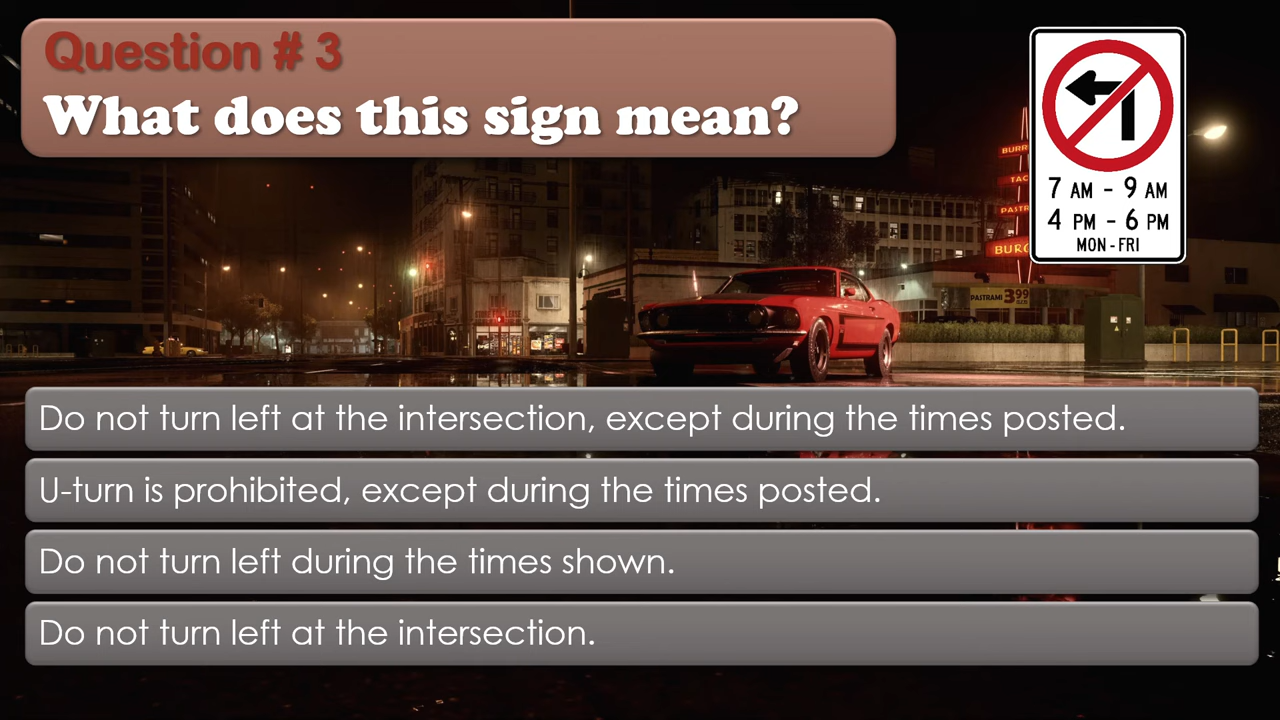 Question # 3
What does this sign mean?
7 AM - 9 AM
4 PM - 6 PM
MON-FRI
PASTRAMI 3.99
Do not turn left at the intersection, except during the times posted.
U-turn is prohibited, except during the times posted.
Do not turn left during the times shown.
Do not turn left at the intersection.